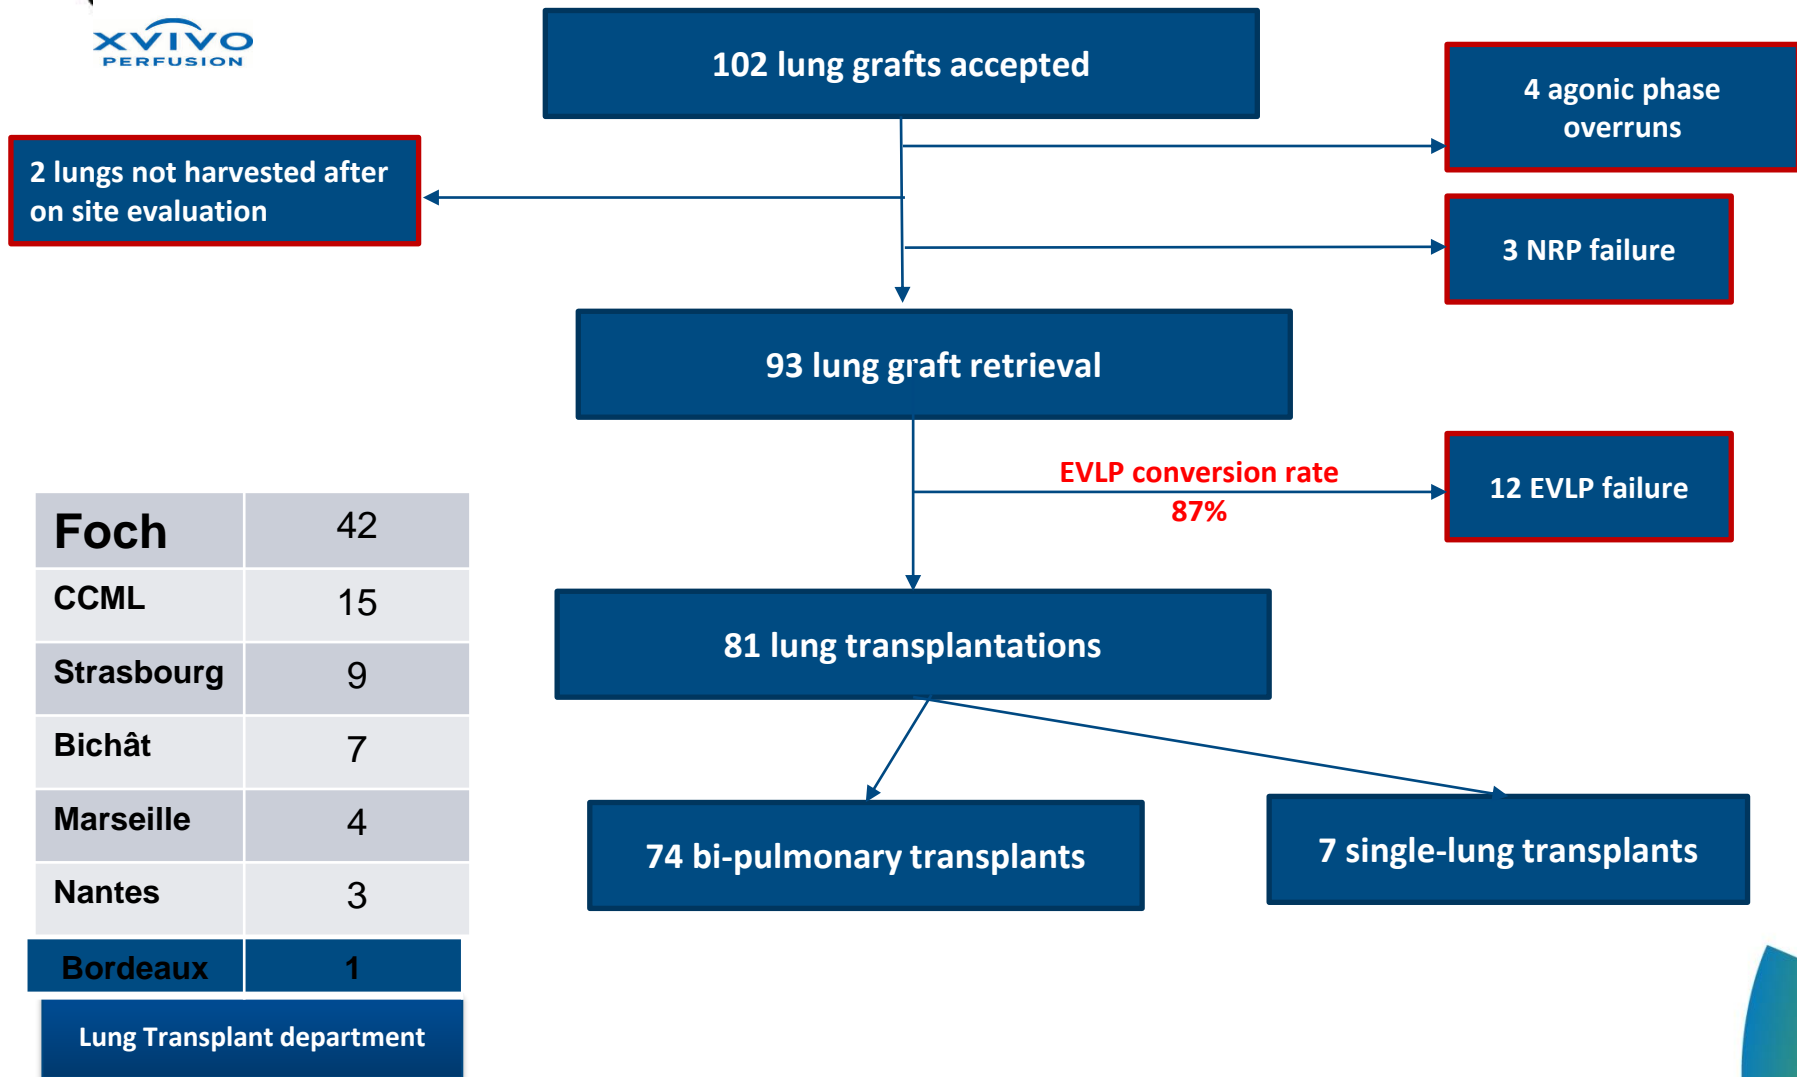 XVIVO
PERFUSION
102 lung grafts accepted
4 agonic phase
overruns
2 lungs not harvested after
on site evaluation
3 NRP failure
93 lung graft retrieval
EVLP conversion rate
87%
12 EVLP failure
81 lung transplantations
74 bi-pulmonary transplants
7 single-lung transplants
Foch 42
CCML 15
Strasbourg 9
Bichât 7
Marseille 4
Nantes 3
Bordeaux 1
Lung Transplant department